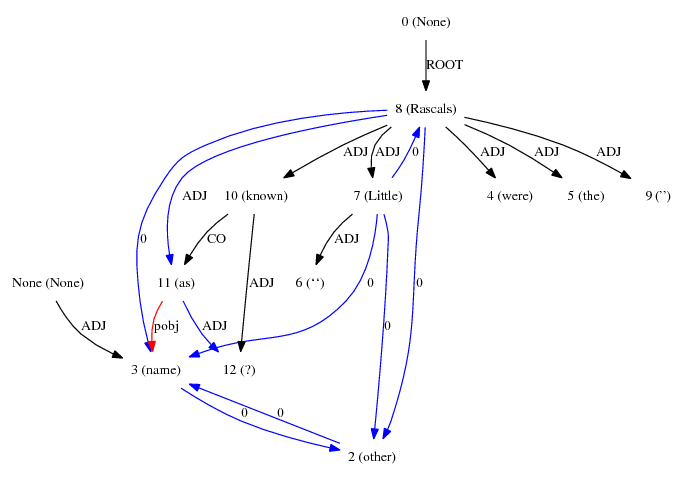 0 (None)
ROOT
8 (Rascals)
ADJ ADJ 0 ADJ ADJ ADJ
ADJ 10 (known) 7 (Little) 4 (were) 5 (the) 9 ('')
0 CO ADJ
None (None) 11 (as) ADJ 6 (‘‘) 0 0
ADJ pobj ADJ 0
3 (name) 12 (?)
0 0
2 (other)